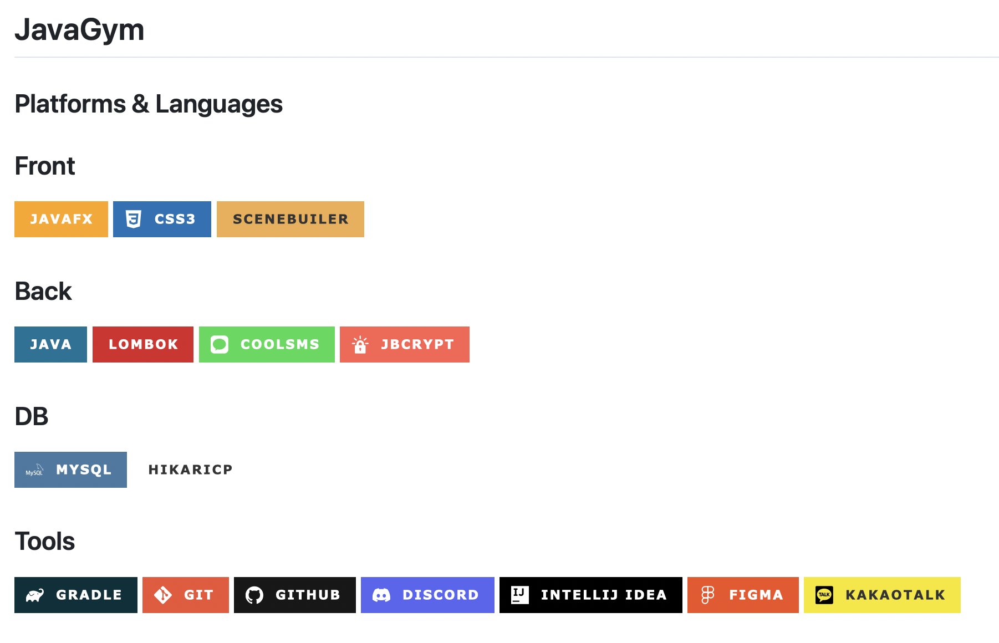 JavaGym
Platforms & Languages
Front
JAVAFX CSS3 SCENEBUILER
Back
JAVA LOMBOK COOLSMS JBCRYPT
DB
MySQL MYSQL HIKARICP
Tools
GRADLE GIT GITHUB DISCORD IJ INTELLIJ IDEA FIGMA TALK KAKAOTALK